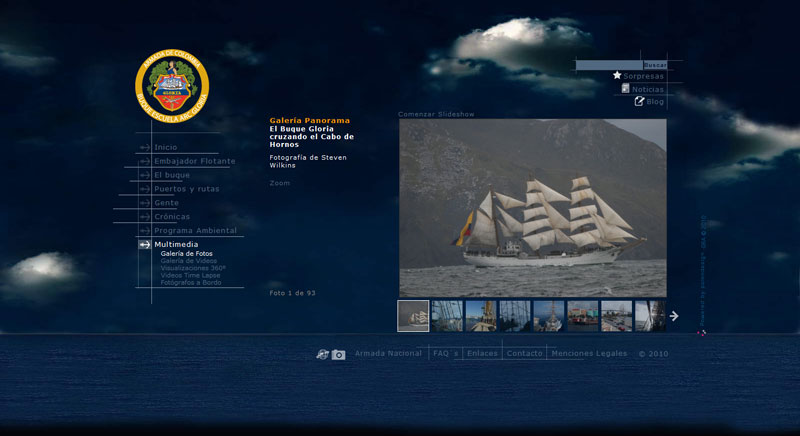 ARMADA DE COLOMBIA
GLORIA
BUQUE ESCUELA ARC GLORIA
Buscar
Sorpresas
Noticias
Blog
Inicio
Embajador Flotante
El buque
Puertos y rutas
Gente
Crónicas
Programa Ambiental
Multimedia
Galería de Fotos
Galería de Videos
Visualizaciones 360º
Videos Time Lapse
Fotógrafos a Bordo
Galería Panorama
El Buque Gloria
cruzando el Cabo de
Hornos
Fotografía de Steven
Wilkins
Zoom
Foto 1 de 93
Comenzar Slideshow
Armada Nacional
FAQ´s
Enlaces
Contacto
Menciones Legales
© 2010